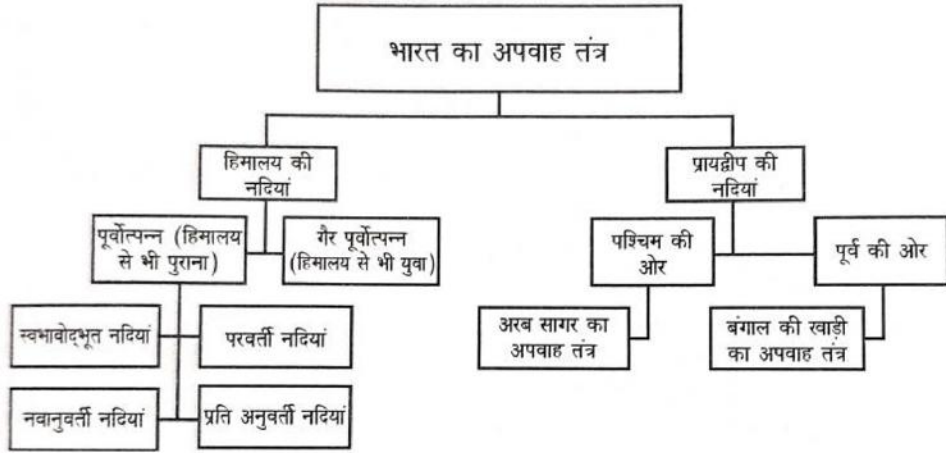 भारत का अपवाह तंत्र
हिमालय की
नदियां
प्रायद्वीप की
नदियां
पूर्वोत्पन्न (हिमालय
से भी पुराना)
गैर पूर्वोत्पन्न
(हिमालय से भी युवा)
पश्चिम की
ओर
पूर्व की ओर
स्वभावोद्भूत नदियां
परवर्ती नदियां
अरब सागर का
अपवाह तंत्र
बंगाल की खाड़ी
का अपवाह तंत्र
नवानुवर्ती नदियां
प्रति अनुवर्ती नदियां